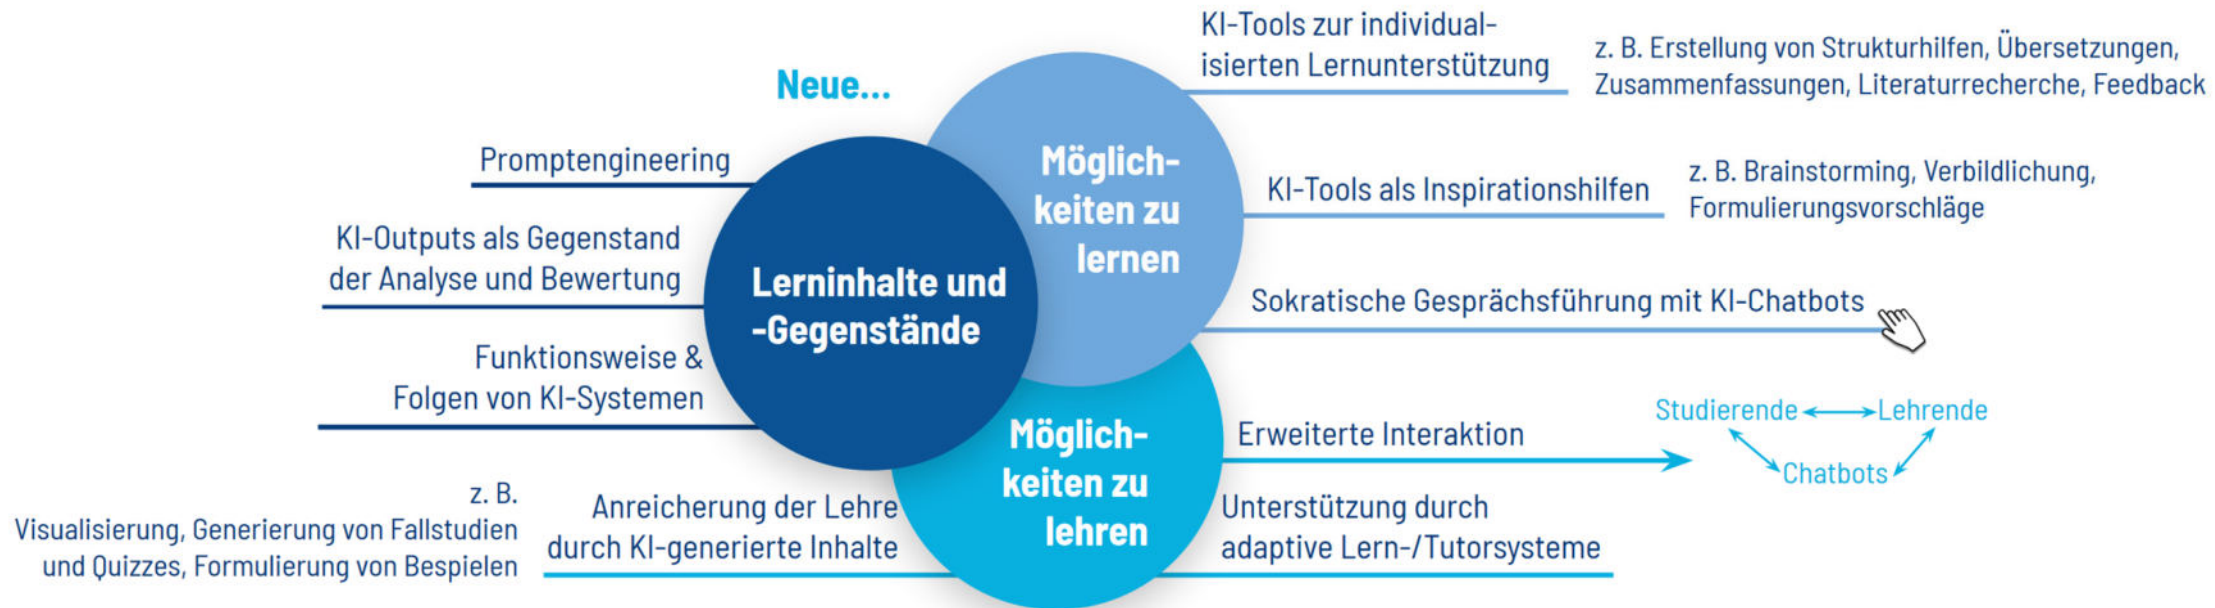 Neue...
Lerninhalte und
-Gegenstände
Promptengineering
KI-Outputs als Gegenstand
der Analyse und Bewertung
Funktionsweise &
Folgen von KI-Systemen
Möglich-
keiten zu
lernen
KI-Tools zur individual-
isierten Lernunterstützung
z. B. Erstellung von Strukturhilfen, Übersetzungen,
Zusammenfassungen, Literaturrecherche, Feedback
KI-Tools als Inspirationshilfen
z. B. Brainstorming, Verbildlichung,
Formulierungsvorschläge
Sokratische Gesprächsführung mit KI-Chatbots
Möglich-
keiten zu
lehren
Erweiterte Interaktion
Studierende
Lehrende
Chatbots
Unterstützung durch
adaptive Lern-/Tutorsysteme
Anreicherung der Lehre
durch KI-generierte Inhalte
z. B.
Visualisierung, Generierung von Fallstudien
und Quizzes, Formulierung von Bespielen